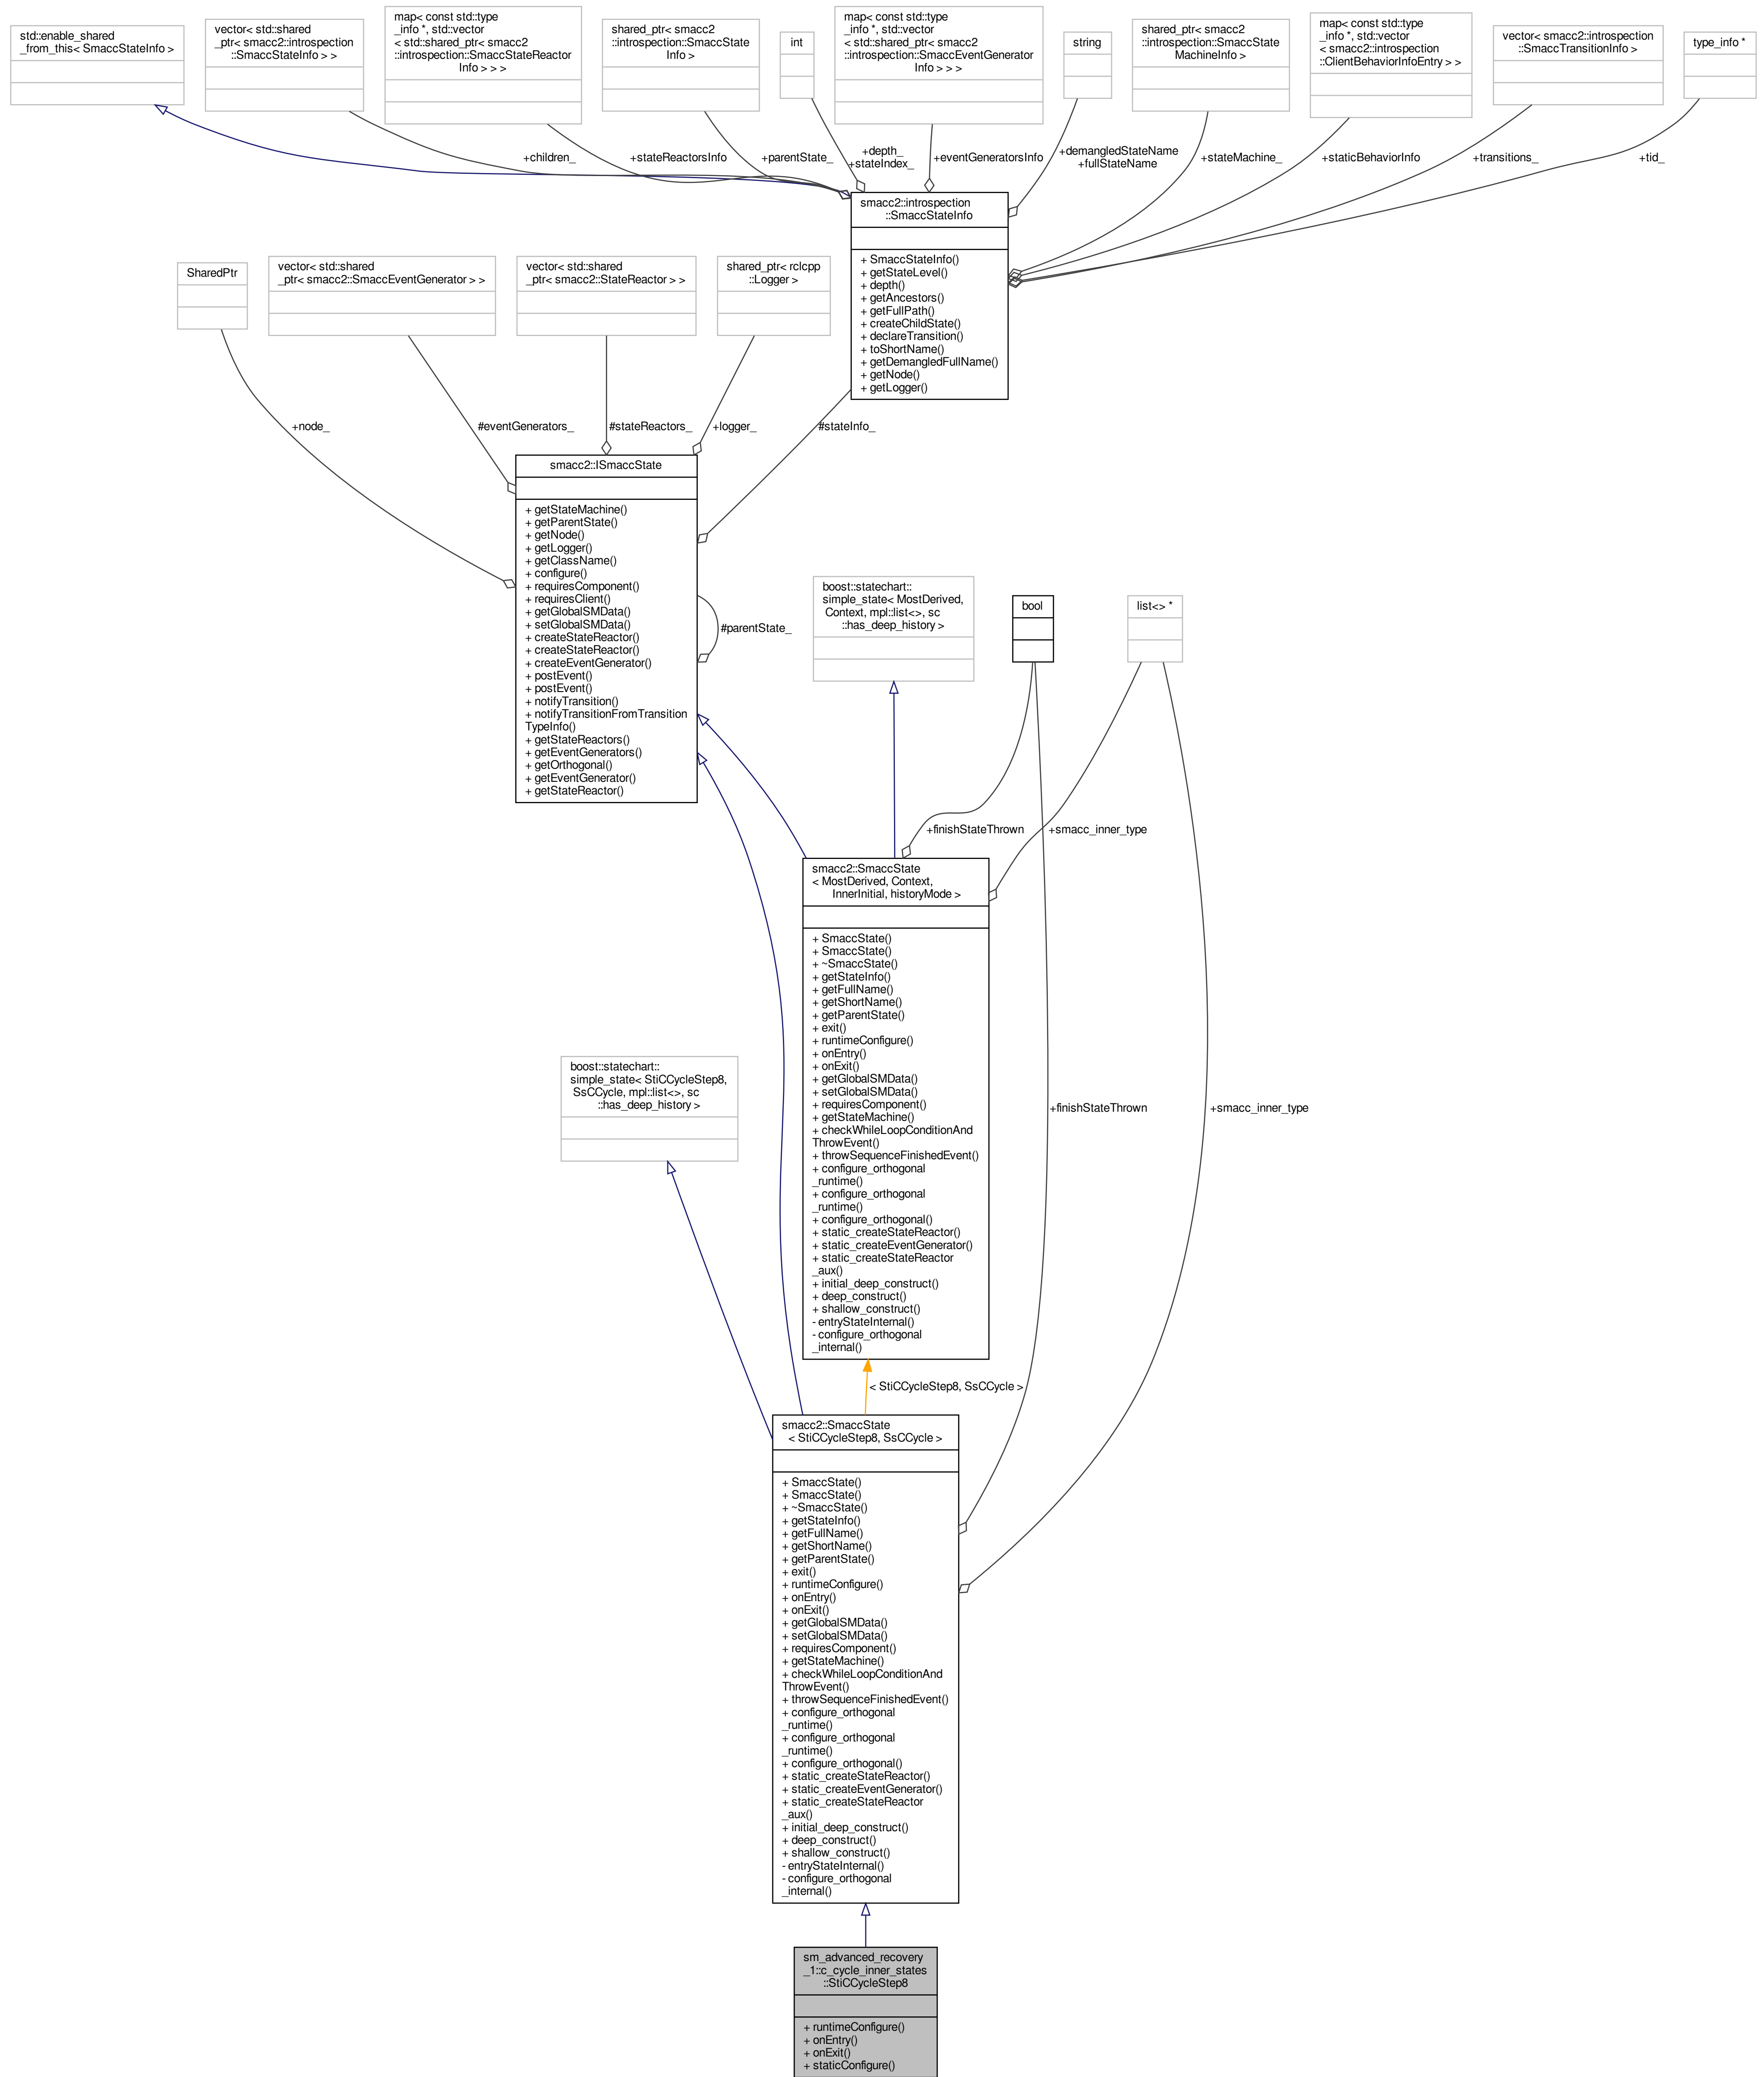 std::enable_shared
_from_this< SmaccStateInfo >
vector< std::shared
_ptr< smacc2::introspection
::SmaccStateInfo > >
map< const std::type
_info *, std::vector
< std::shared_ptr< smacc2
::introspection::SmaccStateReactor
Info > > >
shared_ptr< smacc2
::introspection::SmaccState
Info >
int
map< const std::type
_info *, std::vector
< std::shared_ptr< smacc2
::introspection::SmaccEventGenerator
Info > > >
string
shared_ptr< smacc2
::introspection::SmaccState
MachineInfo >
map< const std::type
_info *, std::vector
< smacc2::introspection
::ClientBehaviorInfoEntry > >
vector< smacc2::introspection
::SmaccTransitionInfo >
type_info *
+children_
+stateReactorsInfo
+parentState_
+depth_
+stateIndex_
+eventGeneratorsInfo
+demangledStateName
+fullStateName
+stateMachine_
+staticBehaviorInfo
+transitions_
+tid_
smacc2::introspection
::SmaccStateInfo
+ SmaccStateInfo()
+ getStateLevel()
+ depth()
+ getAncestors()
+ getFullPath()
+ createChildState()
+ declareTransition()
+ toShortName()
+ getDemangledFullName()
+ getNode()
+ getLogger()
SharedPtr
vector< std::shared
_ptr< smacc2::SmaccEventGenerator > >
vector< std::shared
_ptr< smacc2::StateReactor > >
shared_ptr< rclcpp
::Logger >
+node_
#eventGenerators_
#stateReactors_
+logger_
#stateInfo_
smacc2::ISmaccState
+ getStateMachine()
+ getParentState()
+ getNode()
+ getLogger()
+ getClassName()
+ configure()
+ requiresComponent()
+ requiresClient()
+ getGlobalSMData()
+ setGlobalSMData()
+ createStateReactor()
+ createStateReactor()
+ createEventGenerator()
+ postEvent()
+ postEvent()
+ notifyTransition()
+ notifyTransitionFromTransition
TypeInfo()
+ getStateReactors()
+ getEventGenerators()
+ getOrthogonal()
+ getEventGenerator()
+ getStateReactor()
#parentState_
boost::statechart::
simple_state< MostDerived,
Context, mpl::list<>, sc
::has_deep_history >
bool
list<> *
+finishStateThrown
+smacc_inner_type
smacc2::SmaccState
< MostDerived, Context,
InnerInitial, historyMode >
+ SmaccState()
+ SmaccState()
+ ~SmaccState()
+ getStateInfo()
+ getFullName()
+ getShortName()
+ getParentState()
+ exit()
+ runtimeConfigure()
+ onEntry()
+ onExit()
+ getGlobalSMData()
+ setGlobalSMData()
+ requiresComponent()
+ getStateMachine()
+ checkWhileLoopConditionAnd
ThrowEvent()
+ throwSequenceFinishedEvent()
+ configure_orthogonal
_runtime()
+ configure_orthogonal
_runtime()
+ configure_orthogonal()
+ static_createStateReactor()
+ static_createEventGenerator()
+ static_createStateReactor
_aux()
+ initial_deep_construct()
+ deep_construct()
+ shallow_construct()
- entryStateInternal()
- configure_orthogonal
_internal()
boost::statechart::
simple_state< StiCCycleStep8,
SsCCycle, mpl::list<>, sc
::has_deep_history >
+finishStateThrown
+smacc_inner_type
< StiCCycleStep8, SsCCycle >
smacc2::SmaccState
< StiCCycleStep8, SsCCycle >
+ SmaccState()
+ SmaccState()
+ ~SmaccState()
+ getStateInfo()
+ getFullName()
+ getShortName()
+ getParentState()
+ exit()
+ runtimeConfigure()
+ onEntry()
+ onExit()
+ getGlobalSMData()
+ setGlobalSMData()
+ requiresComponent()
+ getStateMachine()
+ checkWhileLoopConditionAnd
ThrowEvent()
+ throwSequenceFinishedEvent()
+ configure_orthogonal
_runtime()
+ configure_orthogonal
_runtime()
+ configure_orthogonal()
+ static_createStateReactor()
+ static_createEventGenerator()
+ static_createStateReactor
_aux()
+ initial_deep_construct()
+ deep_construct()
+ shallow_construct()
- entryStateInternal()
- configure_orthogonal
_internal()
sm_advanced_recovery
_1::c_cycle_inner_states
::StiCCycleStep8
+ runtimeConfigure()
+ onEntry()
+ onExit()
+ staticConfigure()